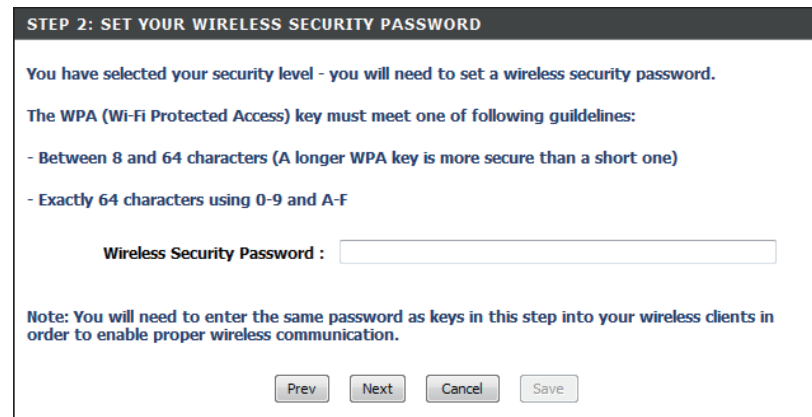 STEP 2: SET YOUR WIRELESS SECURITY PASSWORD
You have selected your security level - you will need to set a wireless security password.
The WPA (Wi-Fi Protected Access) key must meet one of following guildelines:
- Between 8 and 64 characters (A longer WPA key is more secure than a short one)
- Exactly 64 characters using 0-9 and A-F
Wireless Security Password :
Note: You will need to enter the same password as keys in this step into your wireless clients in
order to enable proper wireless communication.
Prev Next Cancel Save